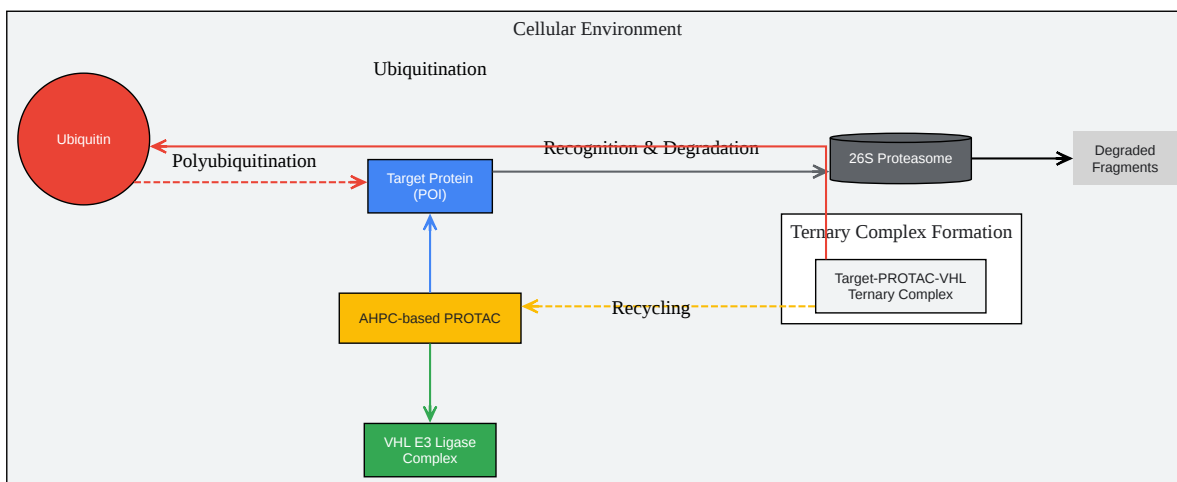 Cellular Environment
Ubiquitination
Ubiquitin
Polyubiquitination
Recognition & Degradation
26S Proteasome
Degraded
Fragments
Target Protein
(POI)
Ternary Complex Formation
Target-PROTAC-VHL
Ternary Complex
Recycling
AHPC-based PROTAC
VHL E3 Ligase
Complex